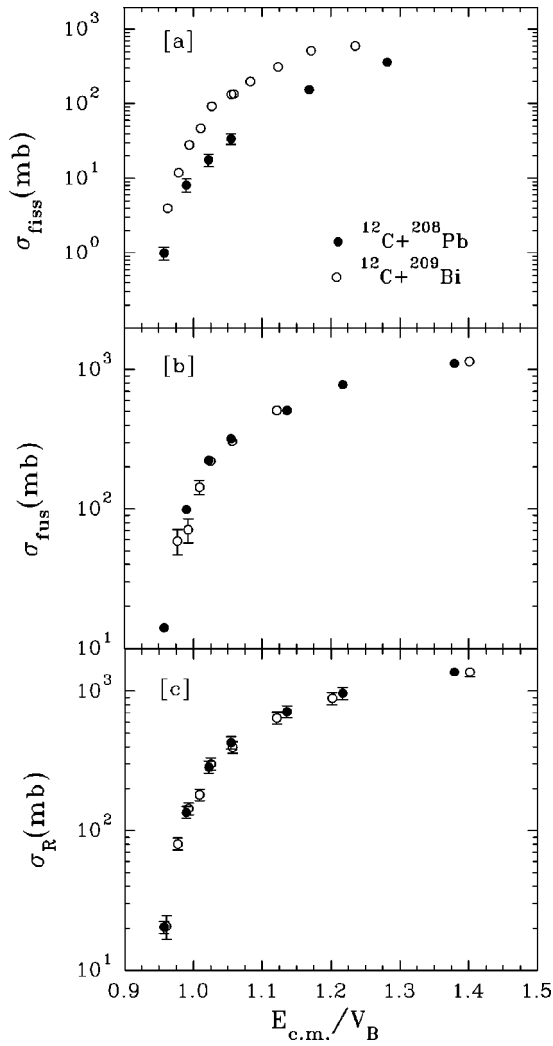 [a]
10³
10²
10¹
10⁰
σ_fiss(mb)
¹²C+²⁰⁸Pb
¹²C+²⁰⁹Bi
[b]
10³
10²
10¹
σ_fus(mb)
[c]
10³
10²
10¹
σ_R(mb)
0.9 1.0 1.1 1.2 1.3 1.4 1.5
E_c.m./V_B